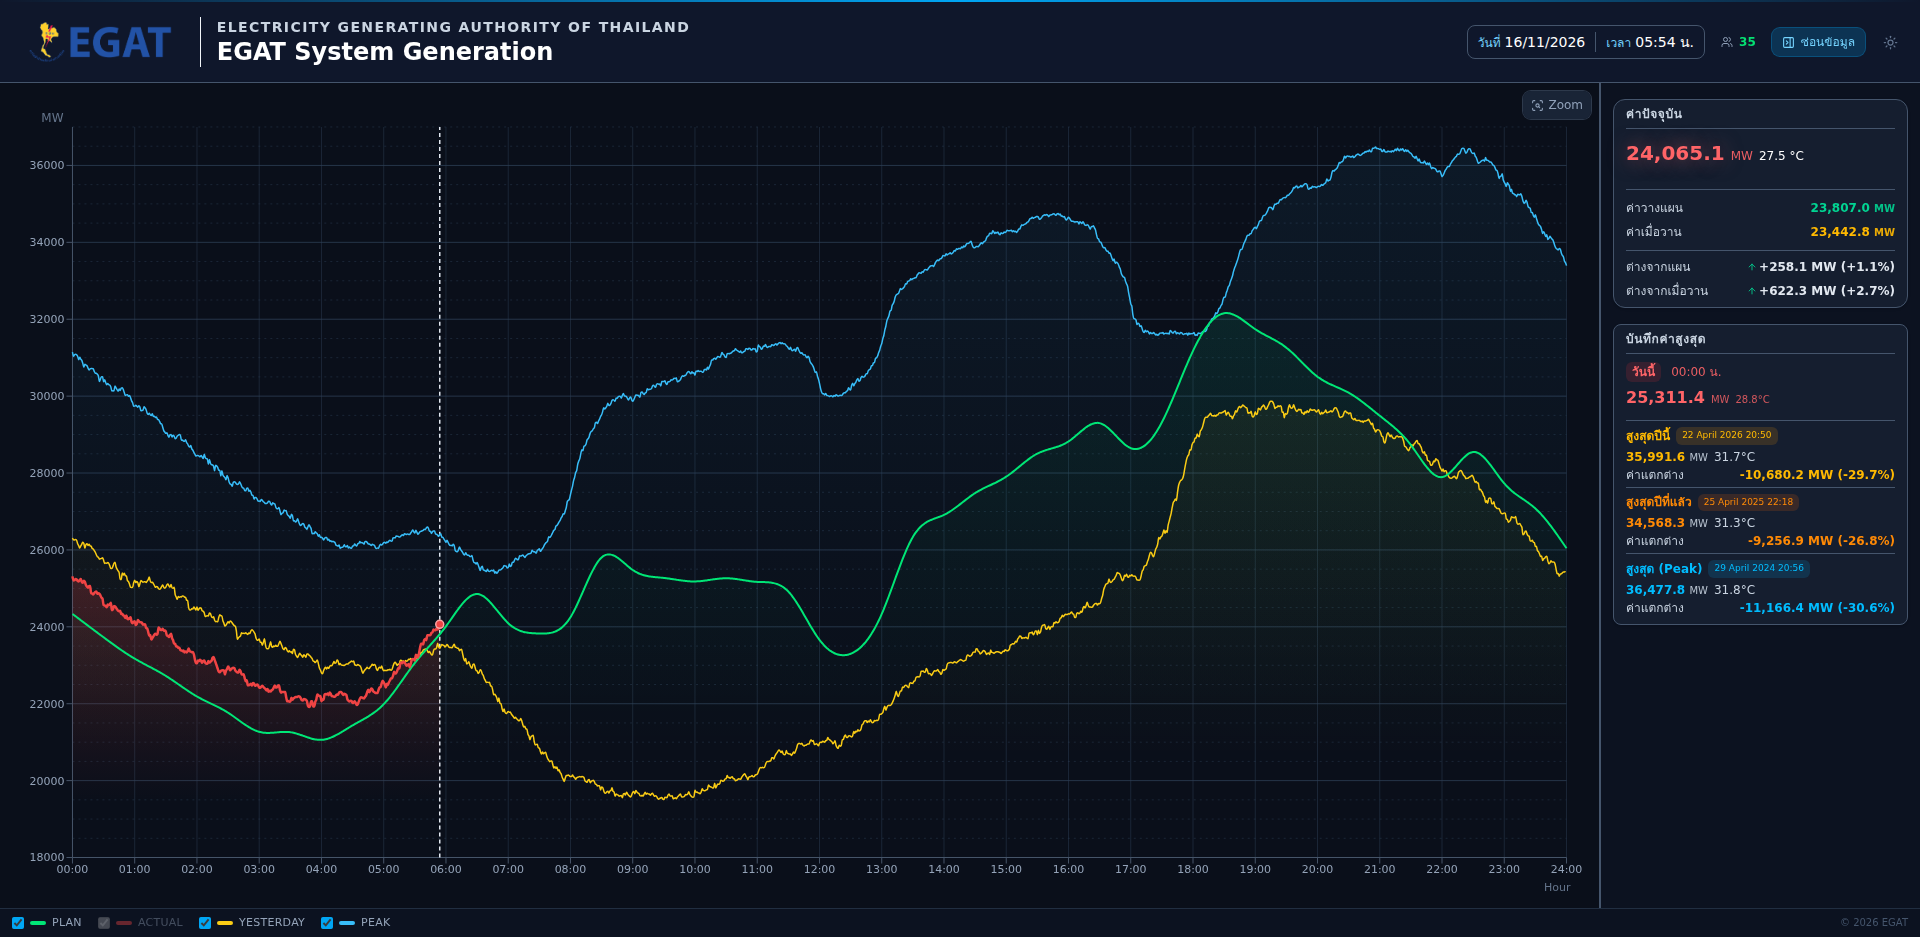 EGAT
ELECTRICITY GENERATING AUTHORITY OF THAILAND
EGAT System Generation
วันที่ 16/11/2026 เวลา 05:54 น.
35
ซ่อนข้อมูล
Zoom
MW
36000
34000
32000
30000
28000
26000
24000
22000
20000
18000
00:00 01:00 02:00 03:00 04:00 05:00 06:00 07:00 08:00 09:00 10:00 11:00 12:00 13:00 14:00 15:00 16:00 17:00 18:00 19:00 20:00 21:00 22:00 23:00 24:00
Hour
ค่าปัจจุบัน
24,065.1 MW 27.5 °C
ค่าวางแผน 23,807.0 MW
ค่าเมื่อวาน 23,442.8 MW
ต่างจากแผน ↑ +258.1 MW (+1.1%)
ต่างจากเมื่อวาน ↑ +622.3 MW (+2.7%)
บันทึกค่าสูงสุด
วันนี้ 00:00 น.
25,311.4 MW 28.8°C
สูงสุดปีนี้ 22 April 2026 20:50
35,991.6 MW 31.7°C
ค่าแตกต่าง -10,680.2 MW (-29.7%)
สูงสุดปีที่แล้ว 25 April 2025 22:18
34,568.3 MW 31.3°C
ค่าแตกต่าง -9,256.9 MW (-26.8%)
สูงสุด (Peak) 29 April 2024 20:56
36,477.8 MW 31.8°C
ค่าแตกต่าง -11,166.4 MW (-30.6%)
PLAN ACTUAL YESTERDAY PEAK
© 2026 EGAT